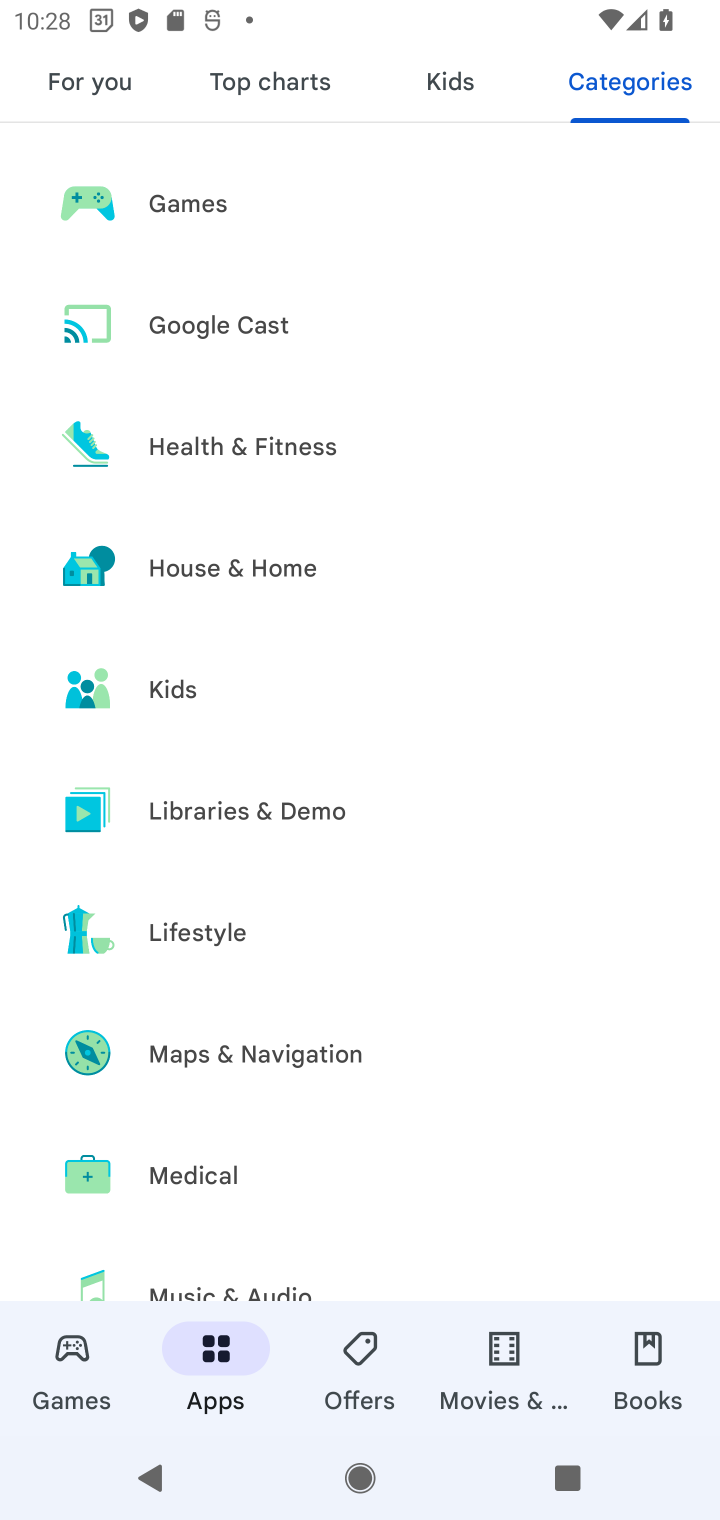 10:28 31
For you Top charts Kids Categories
Games
Google Cast
Health & Fitness
House & Home
Kids
Libraries & Demo
Lifestyle
Maps & Navigation
Medical
Music & Audio
Games Apps Offers Movies & ... Books